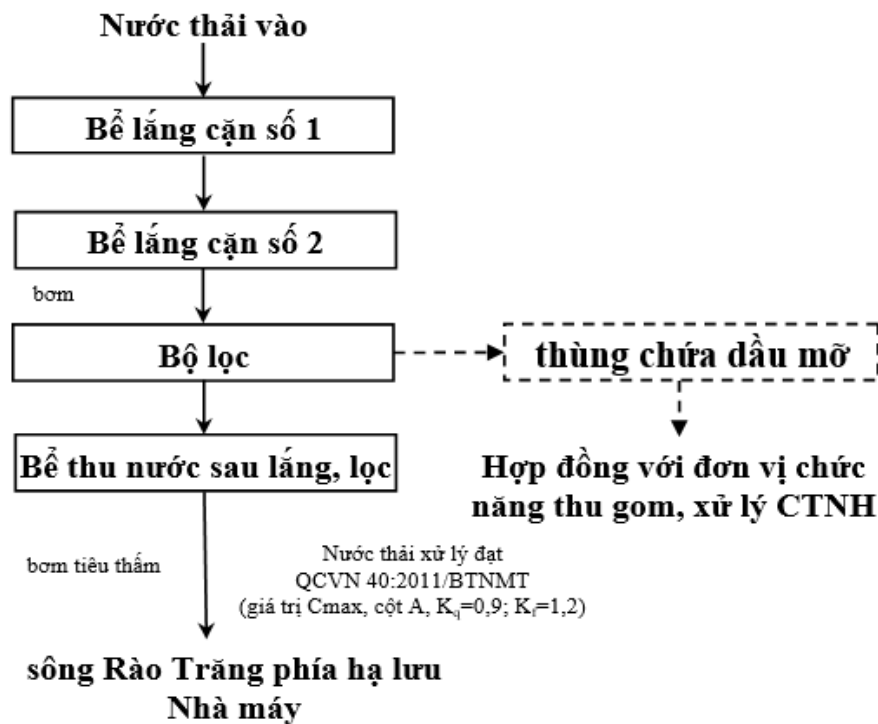 Nước thải vào
Bể lắng cặn số 1
Bể lắng cặn số 2
bơm
Bộ lọc
thùng chứa dầu mỡ
Bể thu nước sau lắng, lọc
Hợp đồng với đơn vị chức
năng thu gom, xử lý CTNH
bơm tiêu thấm
Nước thải xử lý đạt
QCVN 40:2011/BTNMT
(giá trị Cmax, cột A, Kq=0,9; Kf=1,2)
sông Rào Trăng phía hạ lưu
Nhà máy